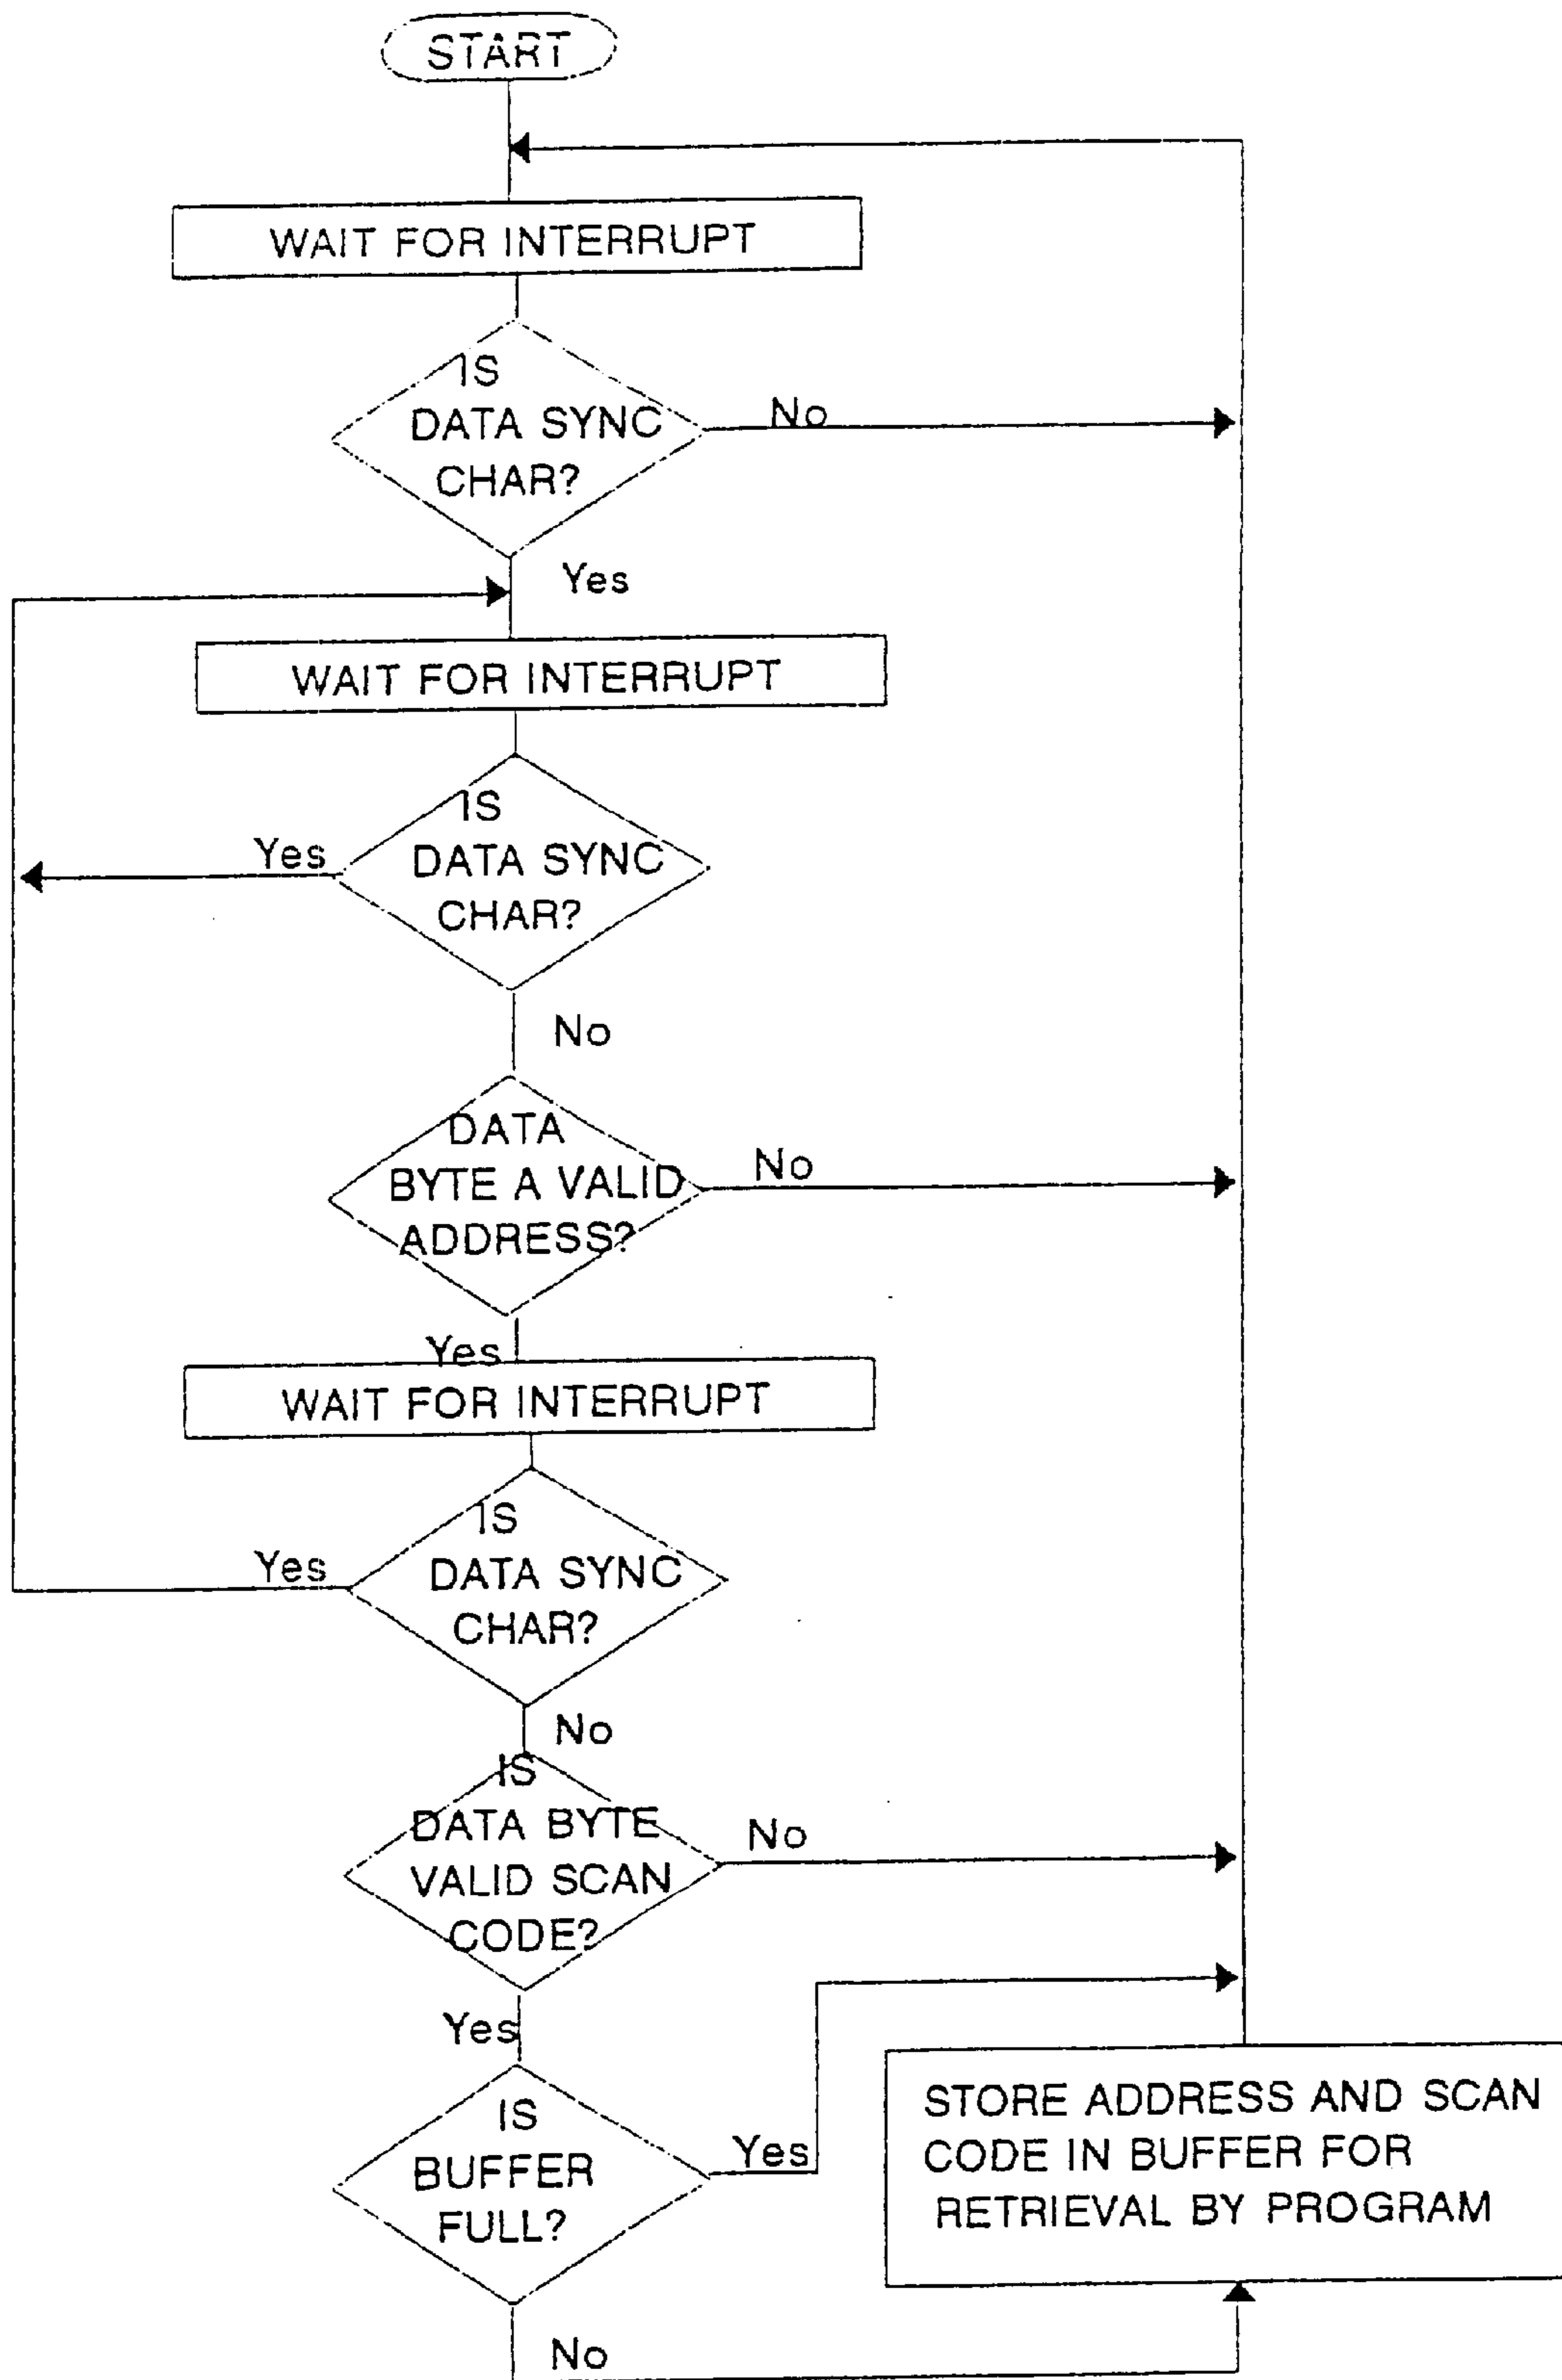 START
WAIT FOR INTERRUPT
IS
DATA SYNC
CHAR?
No
Yes
WAIT FOR INTERRUPT
IS
DATA SYNC
CHAR?
Yes
No
DATA
BYTE A VALID
ADDRESS?
No
Yes
WAIT FOR INTERRUPT
IS
DATA SYNC
CHAR?
Yes
No
IS
DATA BYTE
VALID SCAN
CODE?
No
Yes
IS
BUFFER
FULL?
Yes
No
STORE ADDRESS AND SCAN
CODE IN BUFFER FOR
RETRIEVAL BY PROGRAM